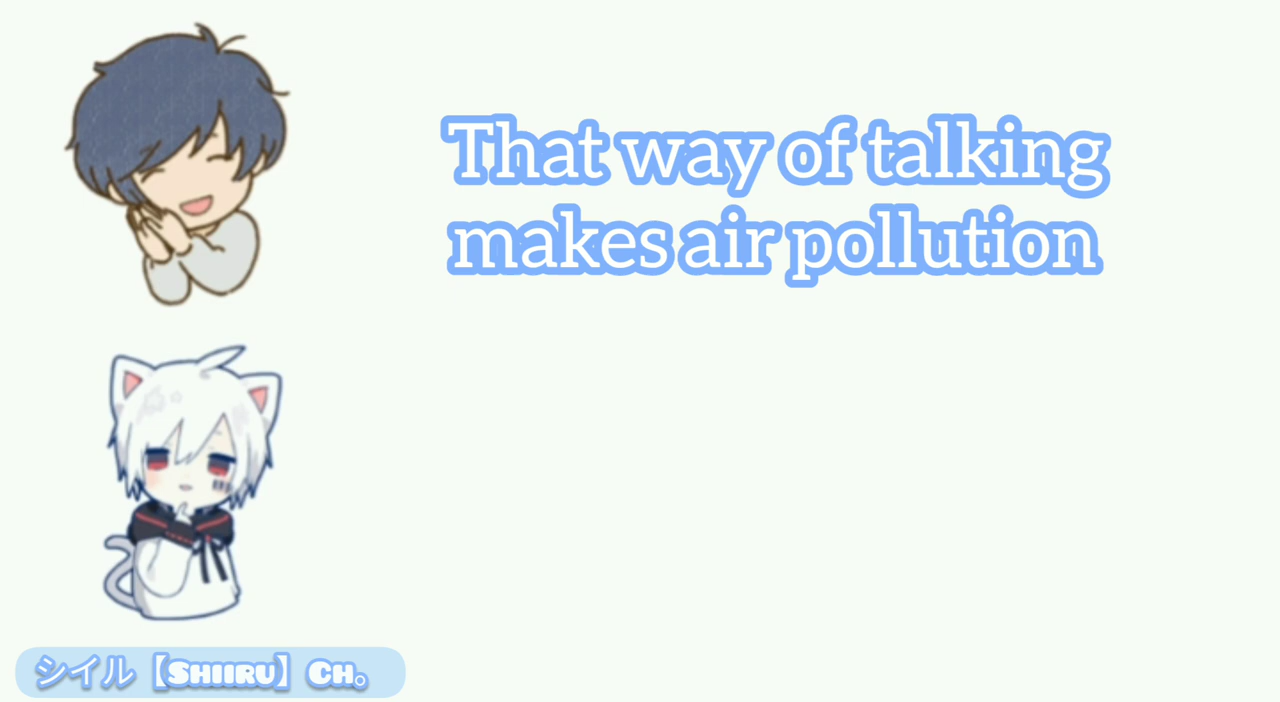 That way of talking
makes air pollution
シイル【SHIIRU】CH。